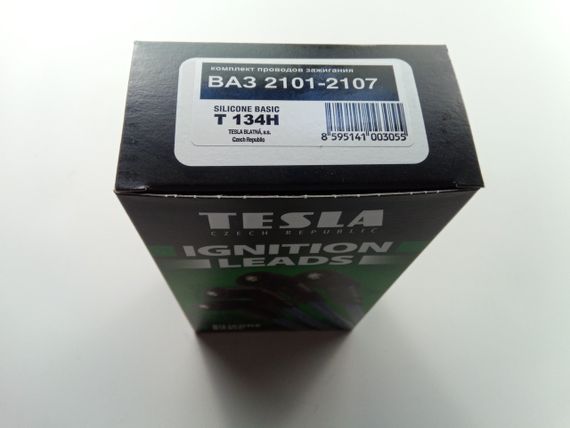 комплект проводов зажигания
ВАЗ 2101-2107
SILICONE BASIC
T 134H
TESLA BLATNÁ, a.s.
Czech Republic
8 595141 003055
TESLA
CZECH REPUBLIC
IGNITION
LEADS